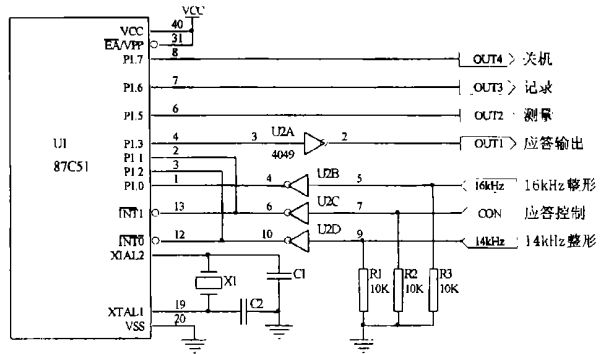 VCC
VCC 40
EA/VPP 31
P1.7 8 OUT4 关机
P1.6 7 OUT3 记录
P1.5 6 OUT2 测量
U1
87C51
U2A
P1.3 4 3 2 OUT1 应答输出
4049
P1 1 2
P1 2 3
U2B
P1.0 1 4 5 16kHz 16kHz整形
U2C
INT1 13 6 7 CON 应答控制
U2D
INT0 12 10 9 14kHz 14kHz整形
XIAL2
X1 C1
R1 R2 R3
10K 10K 10K
C2
XTAL1 19
VSS 20